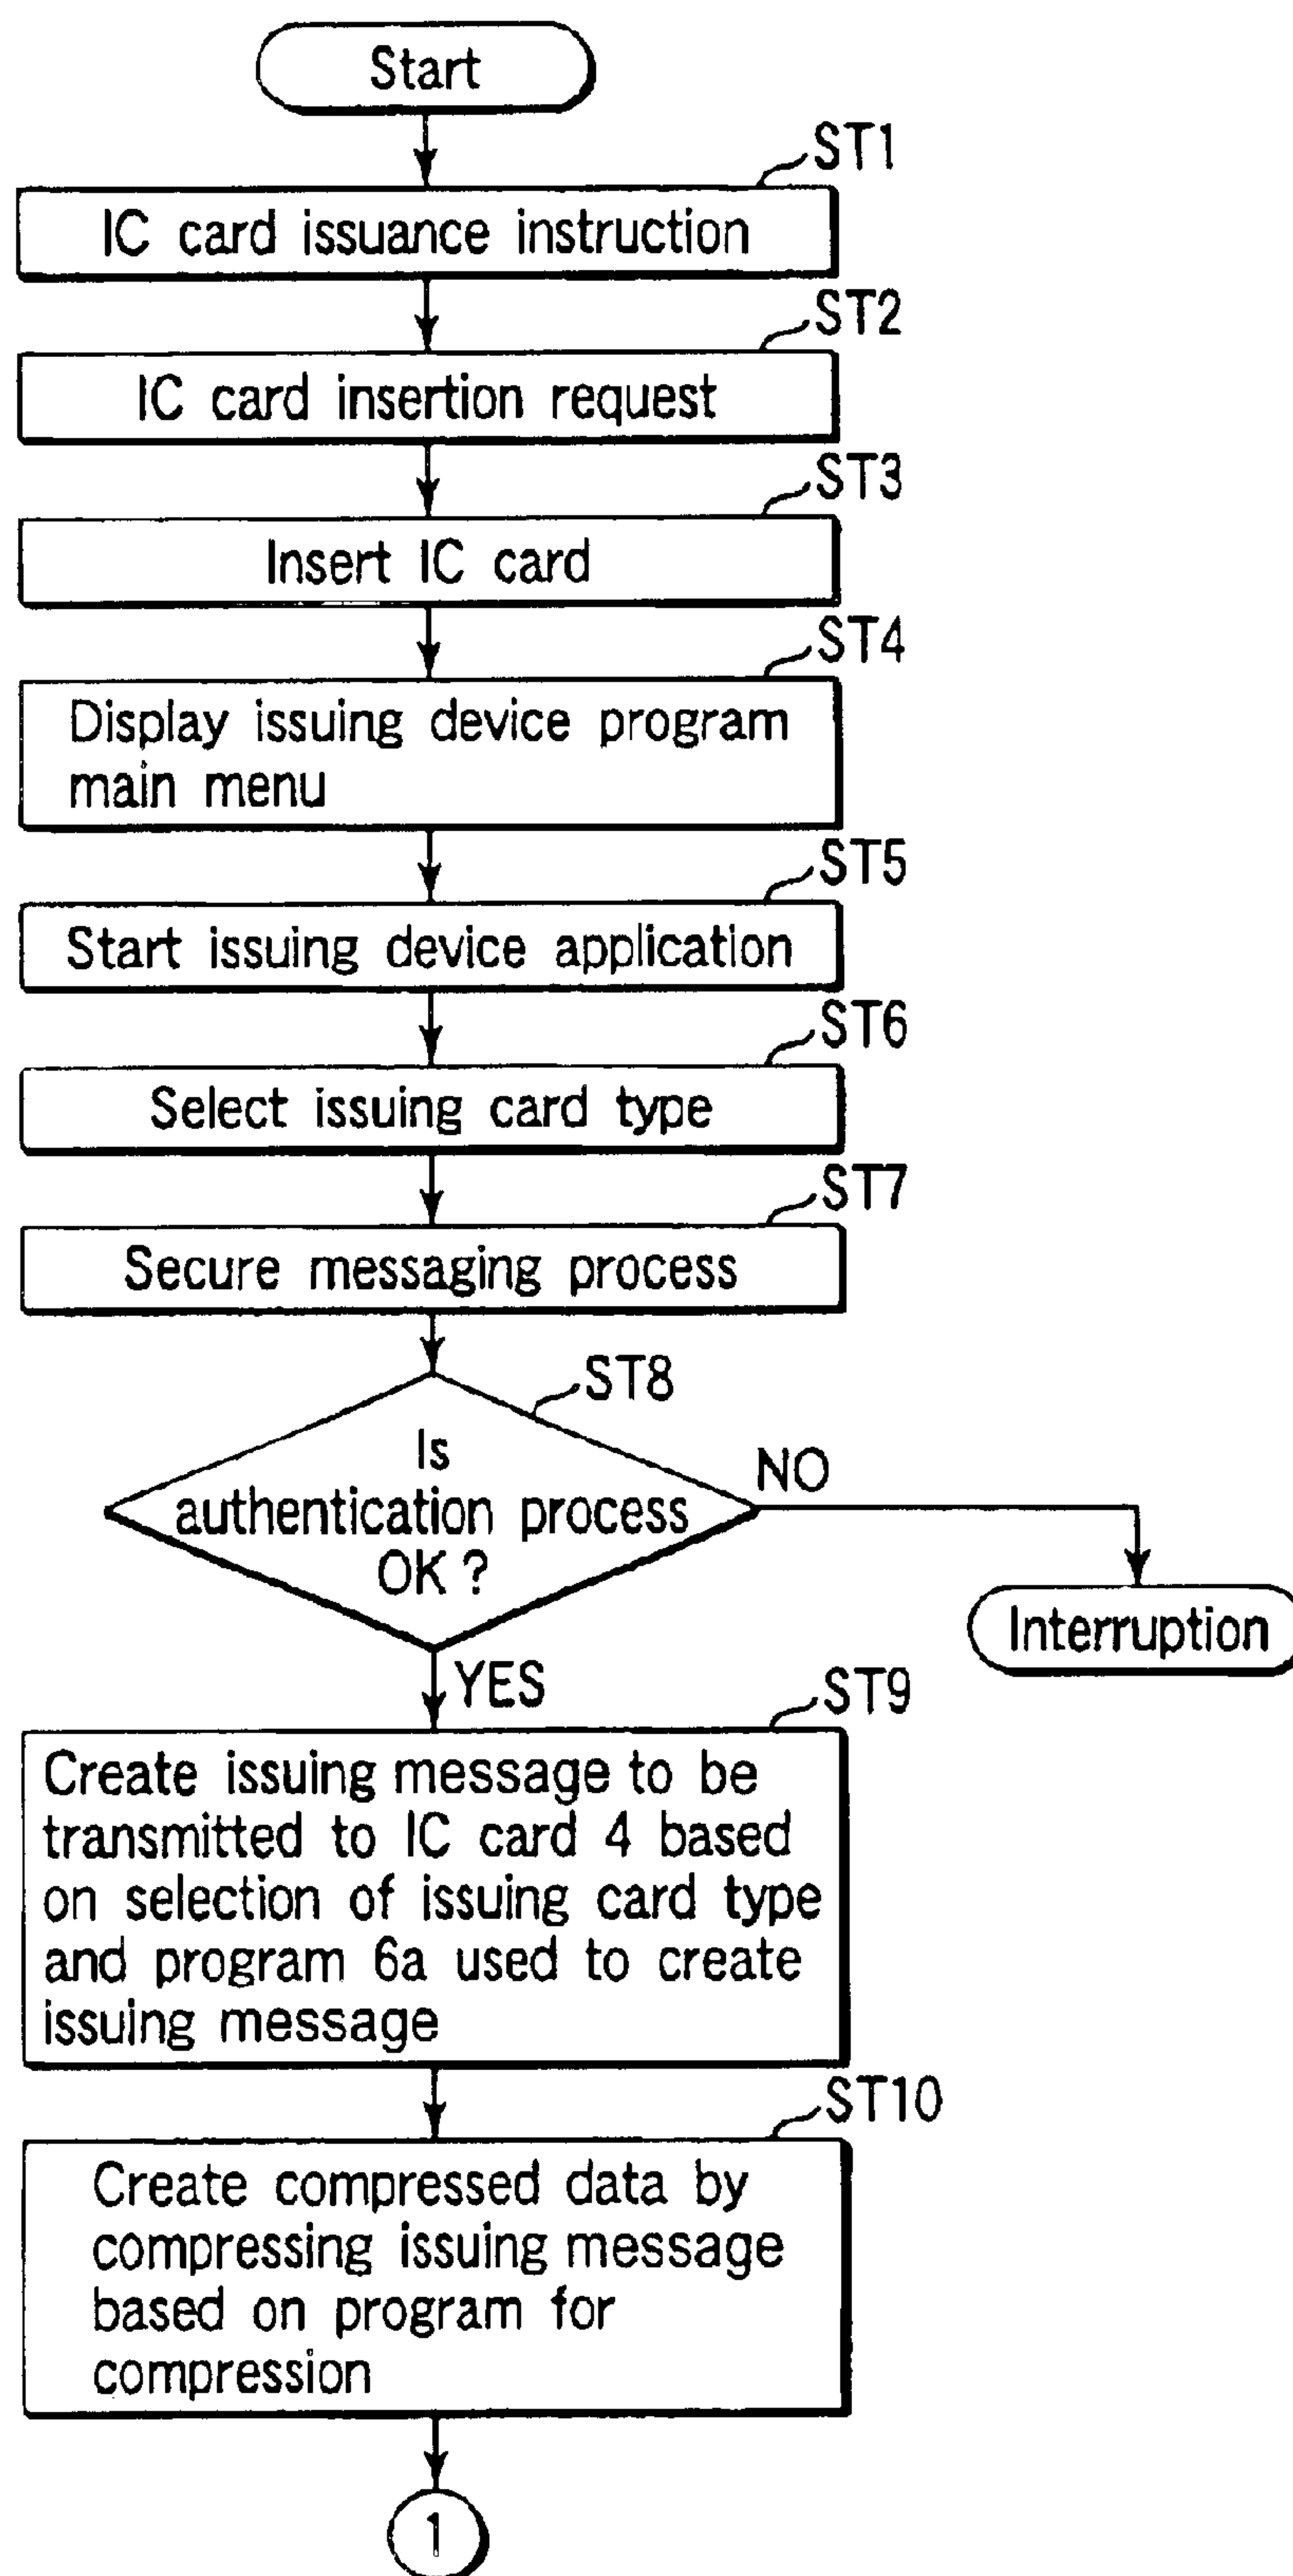 Start
ST1
IC card issuance instruction
ST2
IC card insertion request
ST3
Insert IC card
ST4
Display issuing device program
main menu
ST5
Start issuing device application
ST6
Select issuing card type
ST7
Secure messaging process
ST8
Is
authentication process
OK ?
NO
Interruption
YES
ST9
Create issuing message to be
transmitted to IC card 4 based
on selection of issuing card type
and program 6a used to create
issuing message
ST10
Create compressed data by
compressing issuing message
based on program for
compression
1